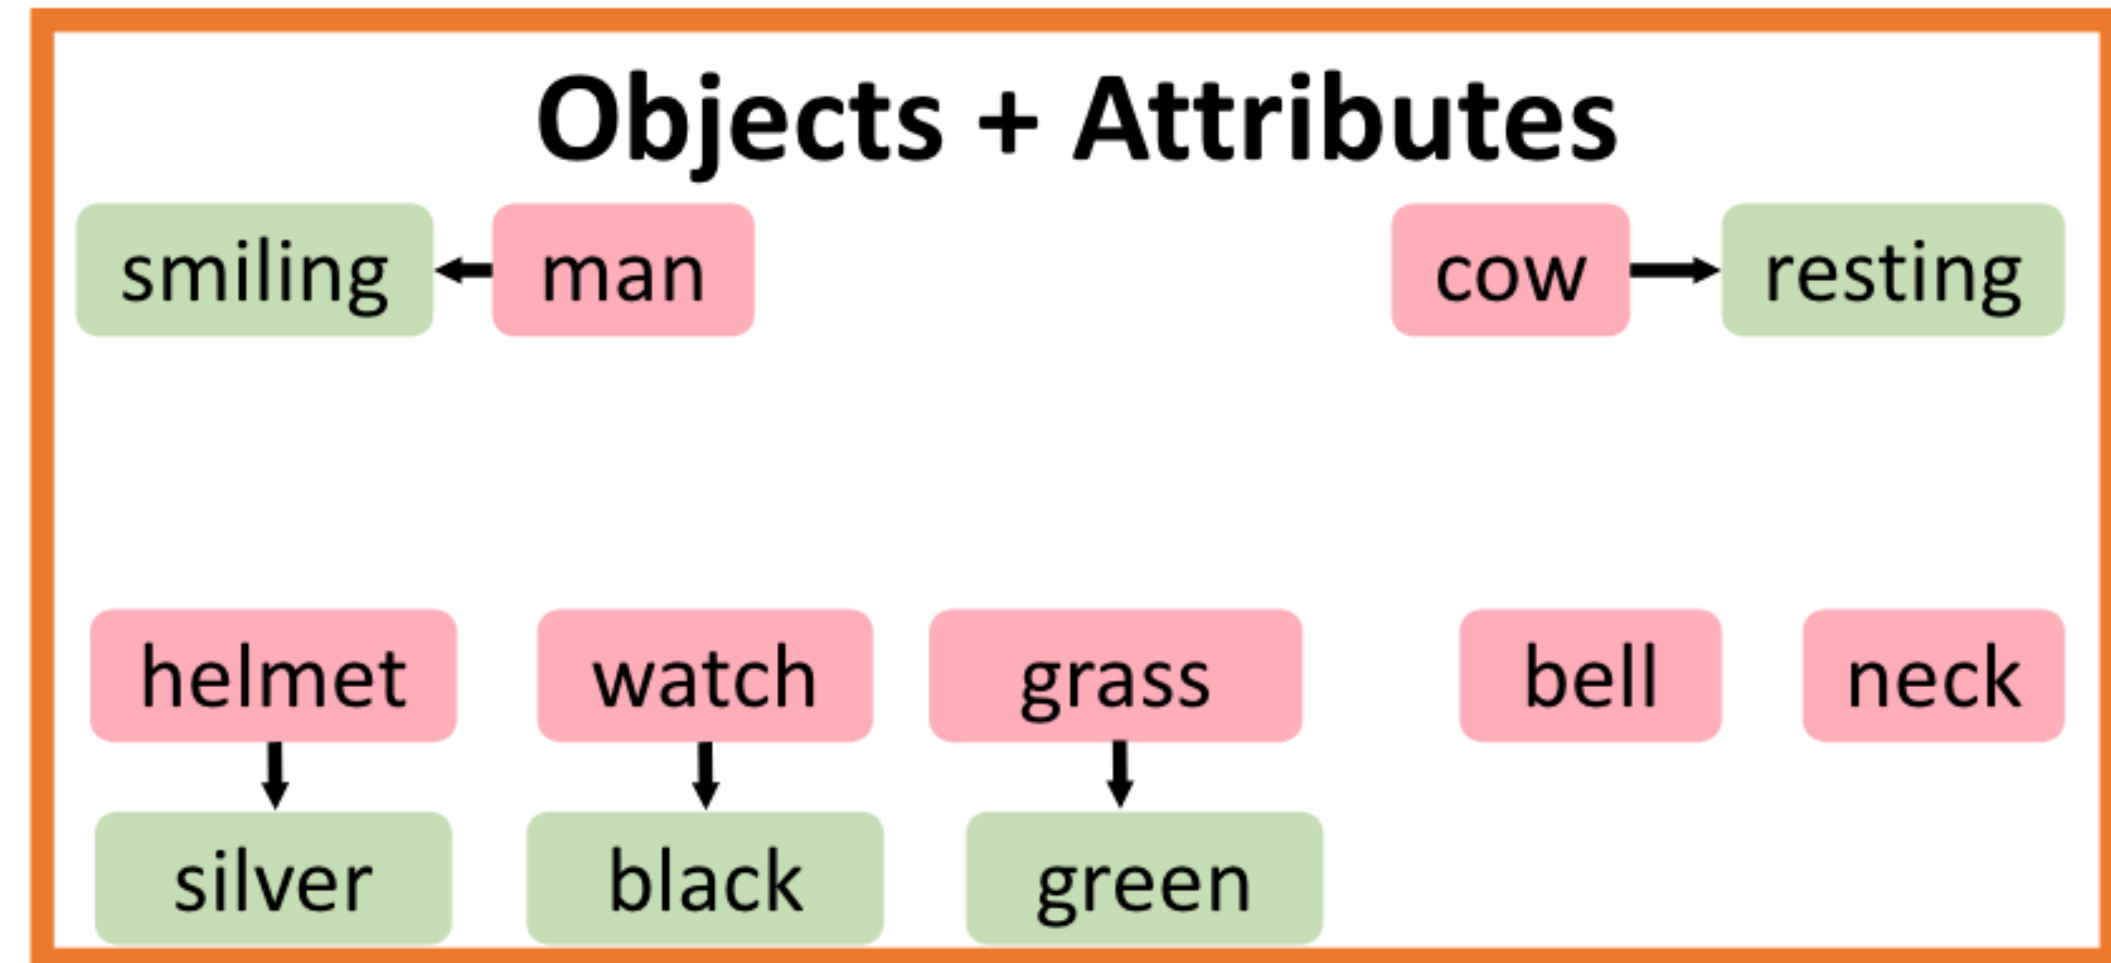 Objects + Attributes
smiling man cow resting
helmet watch grass bell neck
silver black green